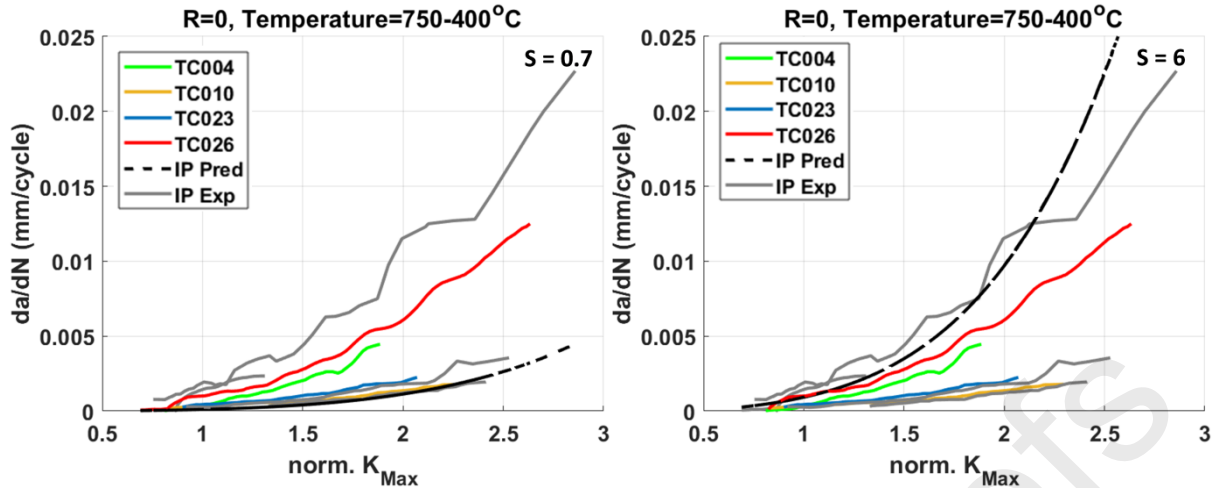 R=0, Temperature=750-400°C
0.025
0.02
0.015
0.01
0.005
0
da/dN (mm/cycle)
S = 0.7
TC004
TC010
TC023
TC026
IP Pred
IP Exp
0.5 1 1.5 2 2.5 3
norm. K_Max
R=0, Temperature=750-400°C
0.025
0.02
0.015
0.01
0.005
0
da/dN (mm/cycle)
S = 6
TC004
TC010
TC023
TC026
IP Pred
IP Exp
0.5 1 1.5 2 2.5 3
norm. K_Max